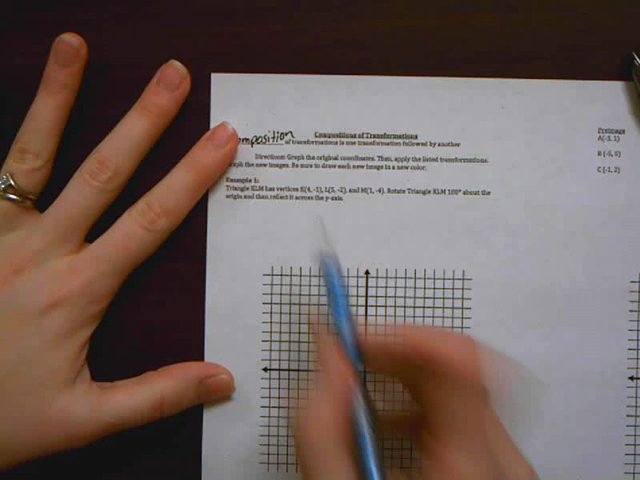 omposition
Compositions of Transformations
of transformations is one transformation followed by another
Directions: Graph the original coordinates. Then, apply the listed transformations.
raph the new images. Be sure to draw each new image in a new color.
Example 1:
Triangle KLM has vertices K(4, -1), L(5, -2), and M(1, -4). Rotate Triangle KLM 180° about the
origin and then reflect it across the y-axis.
Preimage
A(-3, 1)
B (-5, 5)
C (-1, 2)